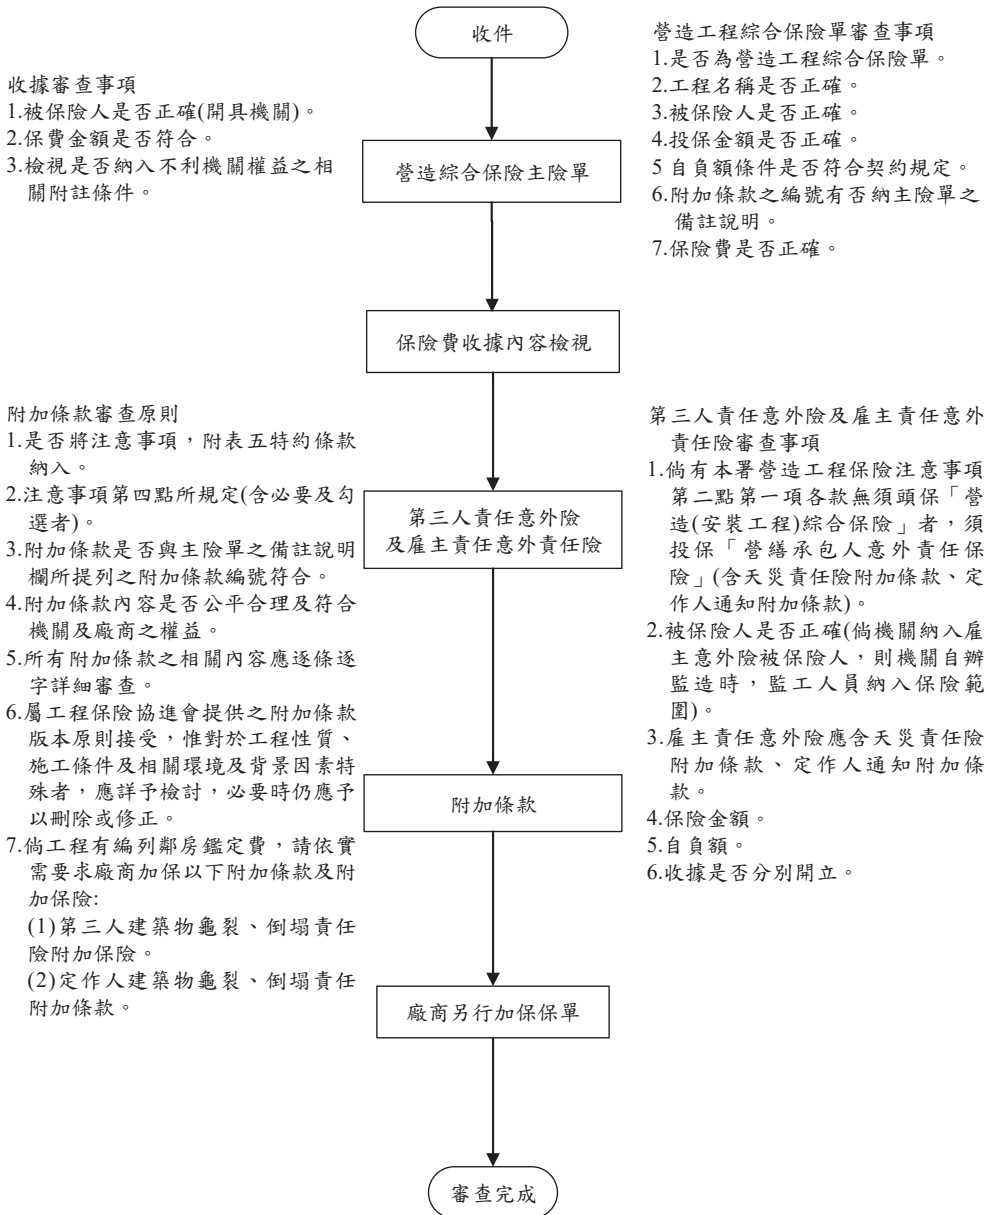 收件
營造工程綜合保險單審查事項
1.是否為營造工程綜合保險單。
2.工程名稱是否正確。
3.被保險人是否正確。
4.投保金額是否正確。
5 自負額條件是否符合契約規定。
6.附加條款之編號有否納主險單之
備註說明。
7.保險費是否正確。
收據審查事項
1.被保險人是否正確(開具機關)。
2.保費金額是否符合。
3.檢視是否納入不利機關權益之相
關附註條件。
營造綜合保險主險單
保險費收據內容檢視
附加條款審查原則
1.是否將注意事項，附表五特約條款
納入。
2.注意事項第四點所規定(含必要及勾
選者)。
3.附加條款是否與主險單之備註說明
欄所提列之附加條款編號符合。
4.附加條款內容是否公平合理及符合
機關及廠商之權益。
5.所有附加條款之相關內容應逐條逐
字詳細審查。
6.屬工程保險協進會提供之附加條款
版本原則接受，惟對於工程性質、
施工條件及相關環境及背景因素特
殊者，應詳予檢討，必要時仍應予
以刪除或修正。
7.倘工程有編列鄰房鑑定費，請依實
需要求廠商加保以下附加條款及附
加保險:
(1)第三人建築物龜裂、倒塌責任
險附加保險。
(2)定作人建築物龜裂、倒塌責任
附加條款。
第三人責任意外險
及雇主責任意外責任險
第三人責任意外險及雇主責任意外
責任險審查事項
1.倘有本署營造工程保險注意事項
第二點第一項各款無須頭保「營
造(安裝工程)綜合保險」者，須
投保「營繕承包人意外責任保
險」(含天災責任險附加條款、定
作人通知附加條款)。
2.被保險人是否正確(倘機關納入雇
主意外險被保險人，則機關自辦
監造時，監工人員納入保險範
圍)。
3.雇主責任意外險應含天災責任險
附加條款、定作人通知附加條
款。
4.保險金額。
5.自負額。
6.收據是否分別開立。
附加條款
廠商另行加保保單
審查完成